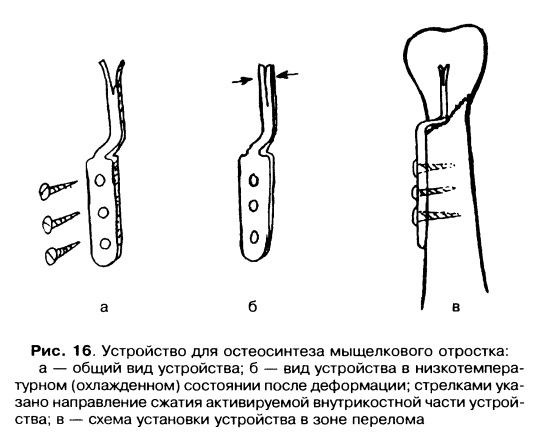 а
б
в
Рис. 16. Устройство для остеосинтеза мыщелкового отростка:
а — общий вид устройства; б — вид устройства в низкотемпера-
турном (охлажденном) состоянии после деформации; стрелками ука-
зано направление сжатия активируемой внутрикостной части устрой-
ства; в — схема установки устройства в зоне перелома